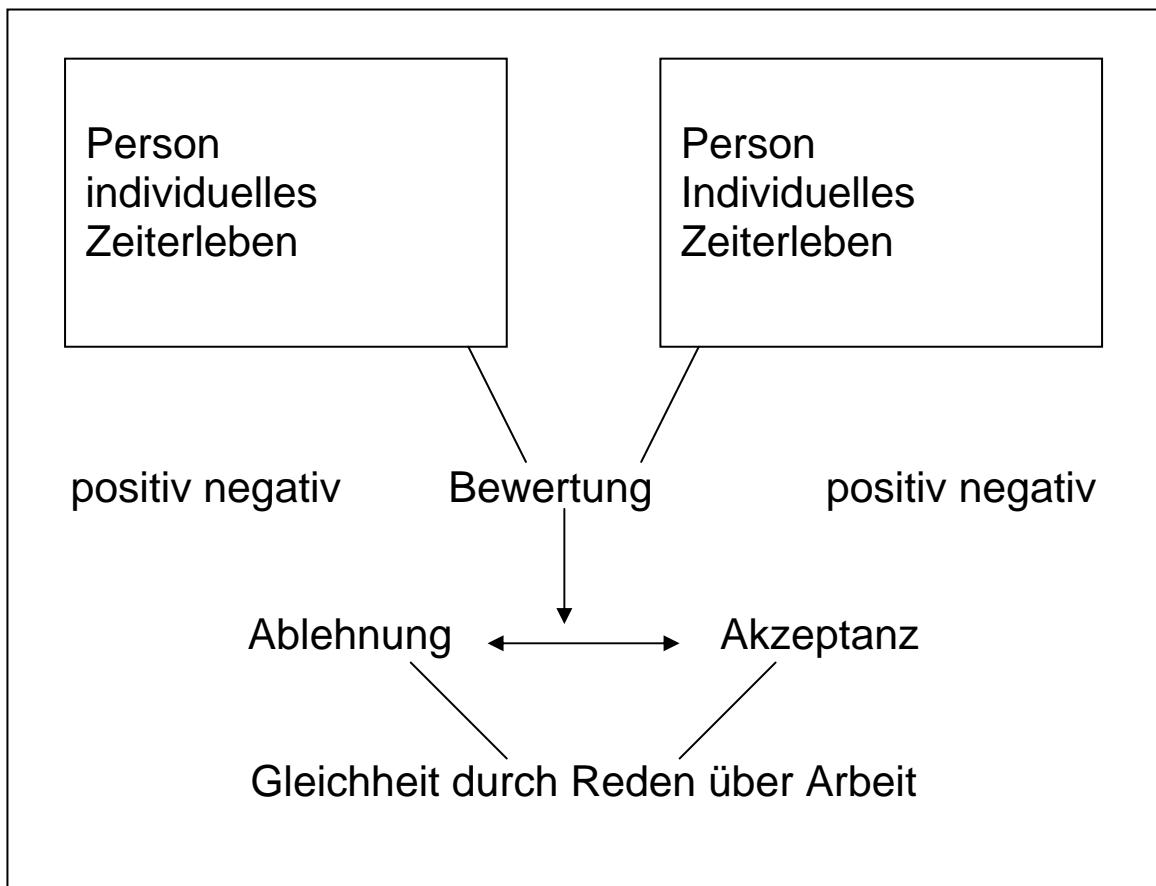 Person
individuelles
Zeiterleben
Person
Individuelles
Zeiterleben
positiv negativ Bewertung positiv negativ
Ablehnung Akzeptanz
Gleichheit durch Reden über Arbeit